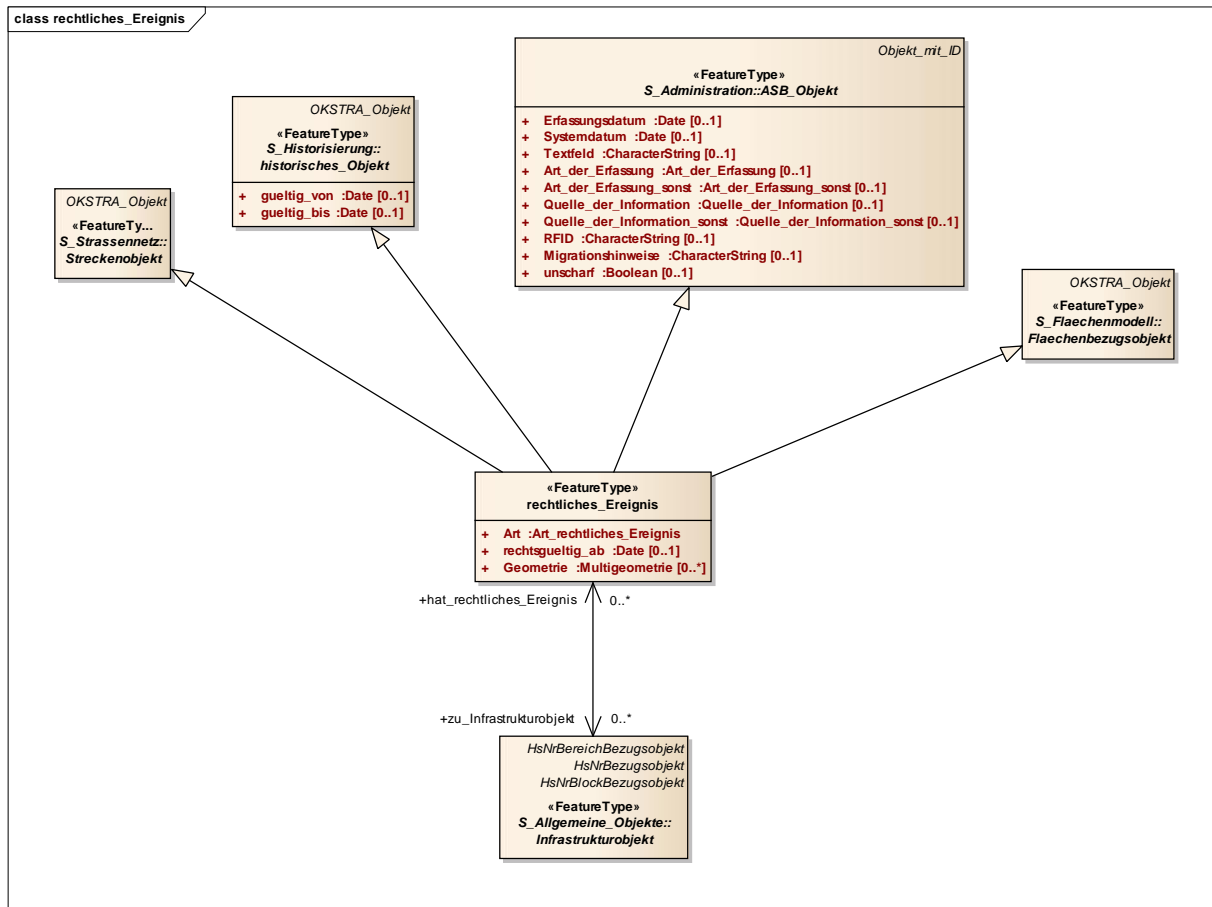 class rechtliches_Ereignis
Objekt_mit_ID
«FeatureType»
S_Administration::ASB_Objekt
+ Erfassungsdatum :Date [0..1]
+ Systemdatum :Date [0..1]
+ Textfeld :CharacterString [0..1]
+ Art_der_Erfassung :Art_der_Erfassung [0..1]
+ Art_der_Erfassung_sonst :Art_der_Erfassung_sonst [0..1]
+ Quelle_der_Information :Quelle_der_Information [0..1]
+ Quelle_der_Information_sonst :Quelle_der_Information_sonst [0..1]
+ RFID :CharacterString [0..1]
+ Migrationshinweise :CharacterString [0..1]
+ unscharf :Boolean [0..1]
OKSTRA_Objekt
«FeatureType»
S_Historisierung::
historisches_Objekt
+ gueltig_von :Date [0..1]
+ gueltig_bis :Date [0..1]
OKSTRA_Objekt
«FeatureTy...
S_Strassennetz::
Streckenobjekt
OKSTRA_Objekt
«FeatureType»
S_Flaechenmodell::
Flaechenbezugsobjekt
«FeatureType»
rechtliches_Ereignis
+ Art :Art_rechtliches_Ereignis
+ rechtsgueltig_ab :Date [0..1]
+ Geometrie :Multigeometrie [0..*]
+hat_rechtliches_Ereignis 0..*
+zu_Infrastrukturobjekt 0..*
HsNrBereichBezugsobjekt
HsNrBezugsobjekt
HsNrBlockBezugsobjekt
«FeatureType»
S_Allgemeine_Objekte::
Infrastrukturobjekt